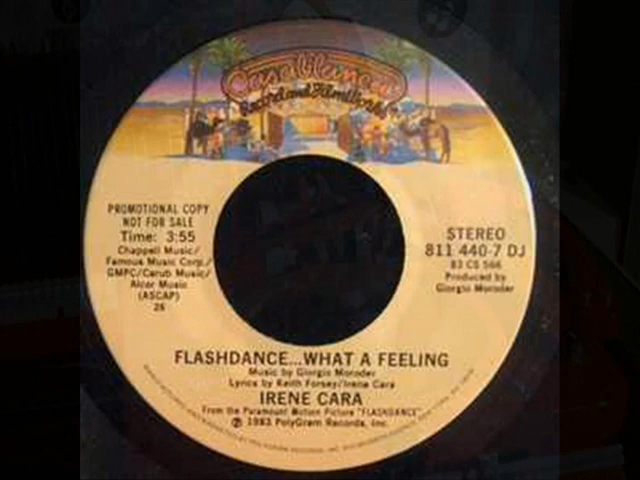 Casablanca
Record and FilmWorks
PROMOTIONAL COPY
NOT FOR SALE
Time: 3:55
Chappell Music/
Famous Music Corp./
GMPC/Carub Music/
Alcor Music
(ASCAP)
26
STEREO
811 440-7 DJ
83 CS 566
Produced by
Giorgio Moroder
FLASHDANCE...WHAT A FEELING
Music by Giorgio Moroder
Lyrics by Keith Forsey/Irene Cara
IRENE CARA
From the Paramount Motion Picture "FLASHDANCE"
℗ 1983 PolyGram Records, Inc.